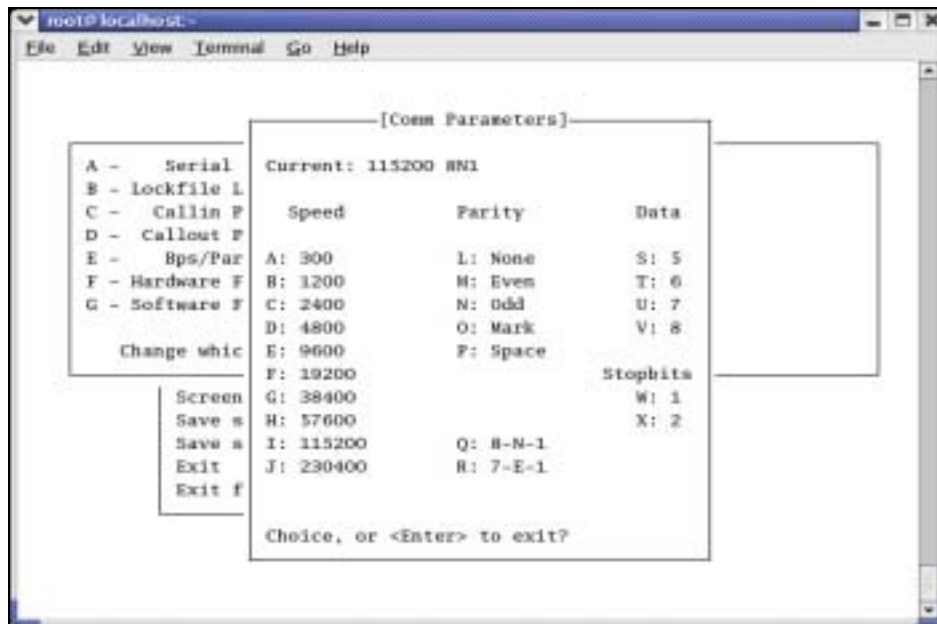 root@localhost:~
File Edit View Terminal Go Help
[Comm Parameters]
A - Serial
B - Lockfile L
C - Callin P
D - Callout P
E - Bps/Par
F - Hardware F
G - Software F
Change whic
Screen
Save s
Save a
Exit
Exit f
Current: 115200 8N1
Speed Parity Data
A: 300 L: None S: 5
B: 1200 M: Even T: 6
C: 2400 N: Odd U: 7
D: 4800 O: Mark V: 8
E: 9600 P: Space
F: 19200 Stopbits
G: 38400 W: 1
H: 57600 X: 2
I: 115200 Q: 8-N-1
J: 230400 R: 7-E-1
Choice, or <Enter> to exit?